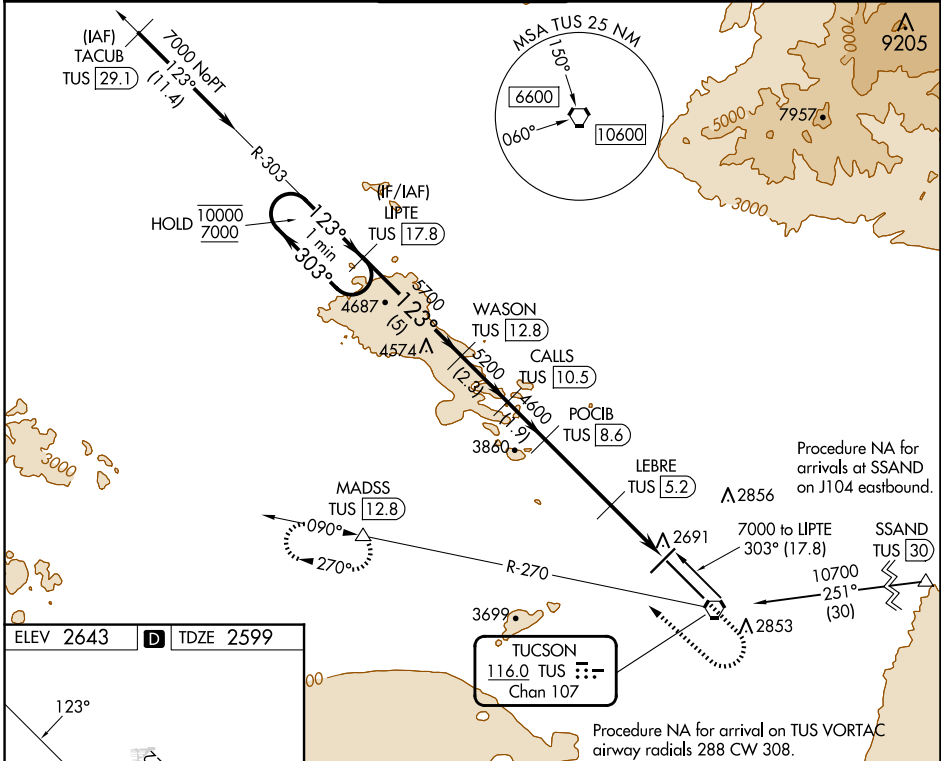 (IAF)
TACUB
TUS 29.1
7000 NoPT
123°
(11.4)
R-303
MSA TUS 25 NM
150°
6600
060°
10600
9205
7000
7957
5000
3000
HOLD 10000
7000
123°
1 min
303°
(IF/IAF)
LIPTE
TUS 17.8
4687
5700
123°
(5)
4574
WASON
TUS 12.8
5200
(2.3)
CALLS
TUS 10.5
4600
(1.9)
POCIB
TUS 8.6
3860
3000
LEBRE
TUS 5.2
Procedure NA for
arrivals at SSAND
on J104 eastbound.
2856
MADSS
TUS 12.8
090°
270°
R-270
2691
7000 to LIPTE
303° (17.8)
SSAND
TUS 30
10700
251°
(30)
3699
2853
TUCSON
116.0 TUS
Chan 107
Procedure NA for arrival on TUS VORTAC
airway radials 288 CW 308.
ELEV 2643 D TDZE 2599
123°
00